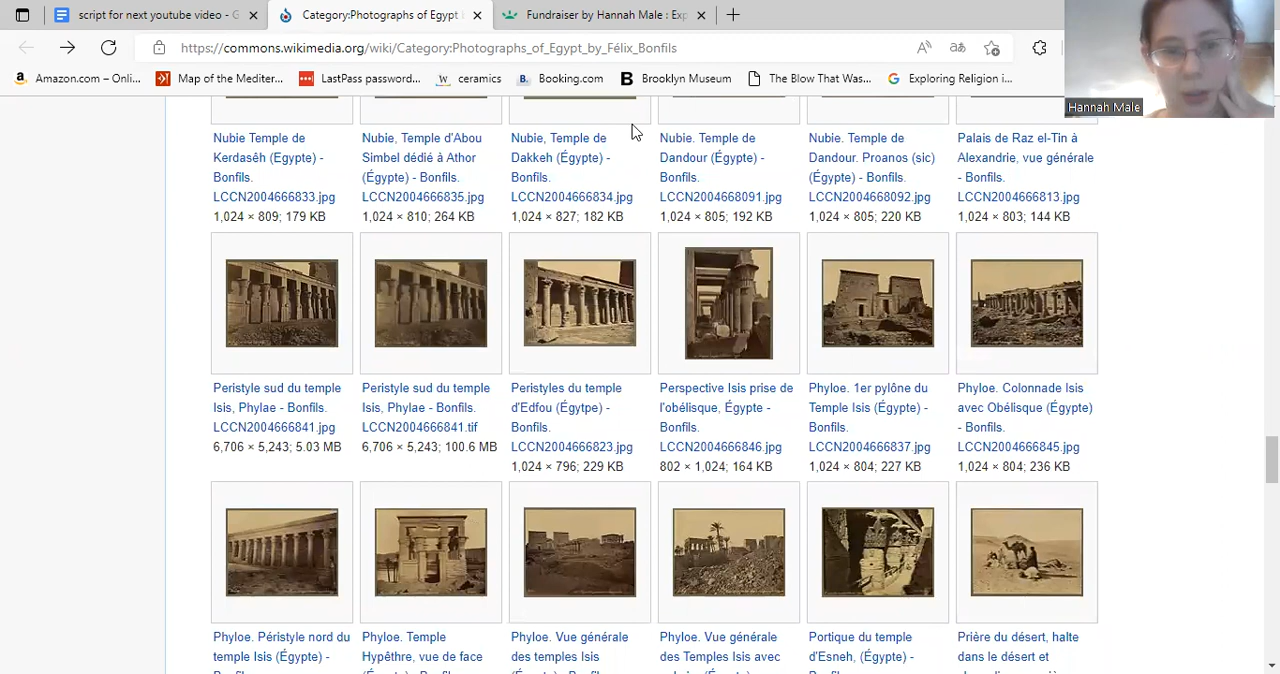 script for next youtube video - G
Category:Photographs of Egypt
Fundraiser by Hannah Male : Exp
https://commons.wikimedia.org/wiki/Category:Photographs_of_Egypt_by_Félix_Bonfils
Amazon.com – Onli...
Map of the Mediter...
LastPass password...
ceramics
Booking.com
Brooklyn Museum
The Blow That Was...
Exploring Religion i...
Hannah Male
Nubie Temple de
Kerdasêh (Egypte) -
Bonfils.
LCCN2004666833.jpg
1,024 × 809; 179 KB
Nubie, Temple d'Abou
Simbel dédié à Athor
(Égypte) - Bonfils.
LCCN2004666835.jpg
1,024 × 810; 264 KB
Nubie, Temple de
Dakkeh (Égypte) -
Bonfils.
LCCN2004666834.jpg
1,024 × 827; 182 KB
Nubie. Temple de
Dandour (Égypte) -
Bonfils.
LCCN2004668091.jpg
1,024 × 805; 192 KB
Nubie. Temple de
Dandour. Proanos (sic)
(Égypte) - Bonfils.
LCCN2004668092.jpg
1,024 × 805; 220 KB
Palais de Raz el-Tin à
Alexandrie, vue générale
- Bonfils.
LCCN2004666813.jpg
1,024 × 803; 144 KB
Peristyle sud du temple
Isis, Phylae - Bonfils.
LCCN2004666841.jpg
6,706 × 5,243; 5.03 MB
Peristyle sud du temple
Isis, Phylae - Bonfils.
LCCN2004666841.tif
6,706 × 5,243; 100.6 MB
Peristyles du temple
d'Edfou (Égytpe) -
Bonfils.
LCCN2004666823.jpg
1,024 × 796; 229 KB
Perspective Isis prise de
l'obélisque, Égypte -
Bonfils.
LCCN2004666846.jpg
802 × 1,024; 164 KB
Phyloe. 1er pylône du
Temple Isis (Égypte) -
Bonfils.
LCCN2004666837.jpg
1,024 × 804; 227 KB
Phyloe. Colonnade Isis
avec Obélisque (Égypte)
- Bonfils.
LCCN2004666845.jpg
1,024 × 804; 236 KB
Phyloe. Péristyle nord du
temple Isis (Égypte) -
Phyloe. Temple
Hypêthre, vue de face
Phyloe. Vue générale
des temples Isis
Phyloe. Vue générale
des Temples Isis avec
Portique du temple
d'Esneh, (Égypte) -
Prière du désert, halte
dans le désert et